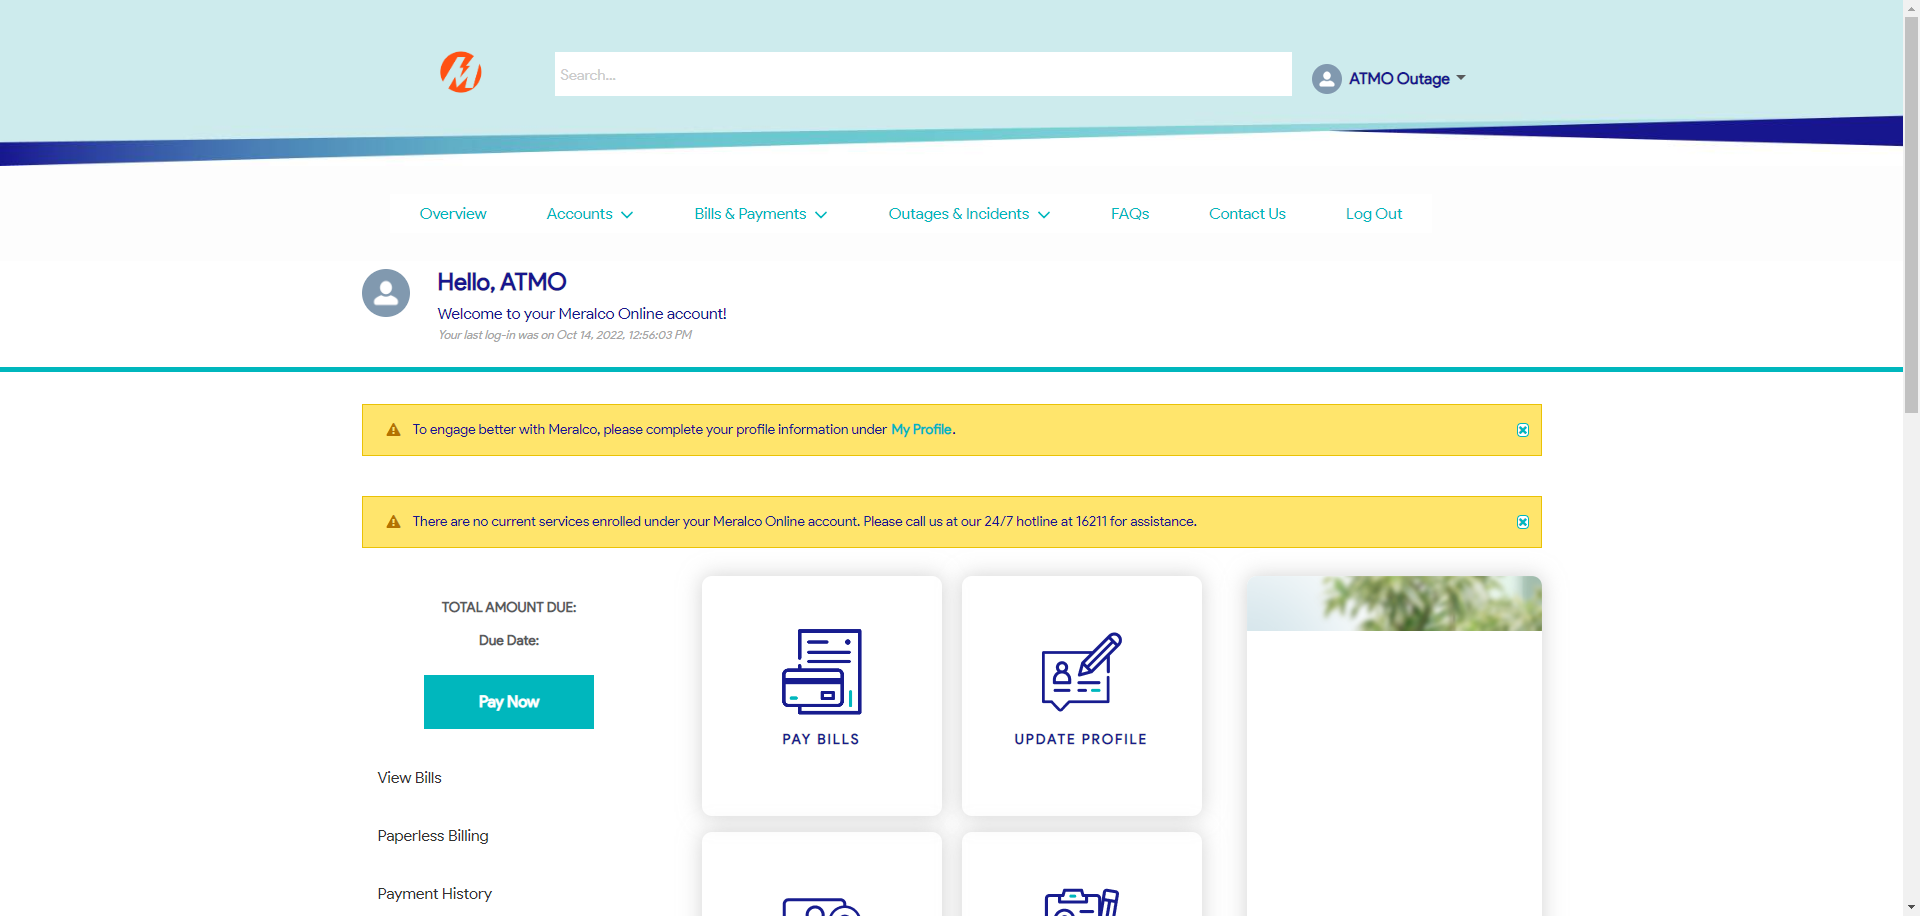 Search...
ATMO Outage
Overview Accounts Bills & Payments Outages & Incidents FAQs Contact Us Log Out
Hello, ATMO
Welcome to your Meralco Online account!
Your last log-in was on Oct 14, 2022, 12:56:03 PM
To engage better with Meralco, please complete your profile information under My Profile.
There are no current services enrolled under your Meralco Online account. Please call us at our 24/7 hotline at 16211 for assistance.
TOTAL AMOUNT DUE:
Due Date:
Pay Now
View Bills
Paperless Billing
Payment History
PAY BILLS
UPDATE PROFILE